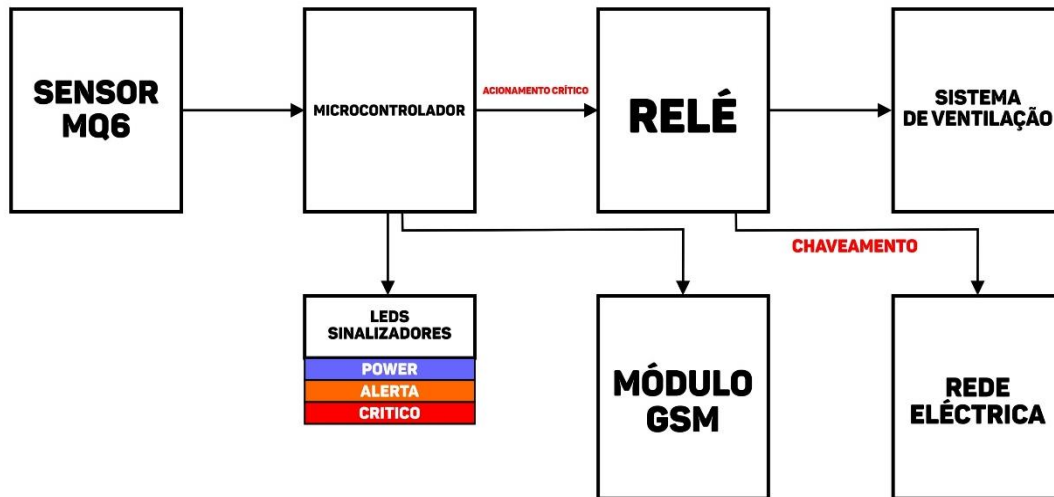 SENSOR
MQ6
MICROCONTROLADOR
ACIONAMENTO CRÍTICO
RELÉ
SISTEMA
DE VENTILAÇÃO
CHAVEAMENTO
LEDS
SINALIZADORES
POWER
ALERTA
CRITICO
MÓDULO
GSM
REDE
ELÉCTRICA